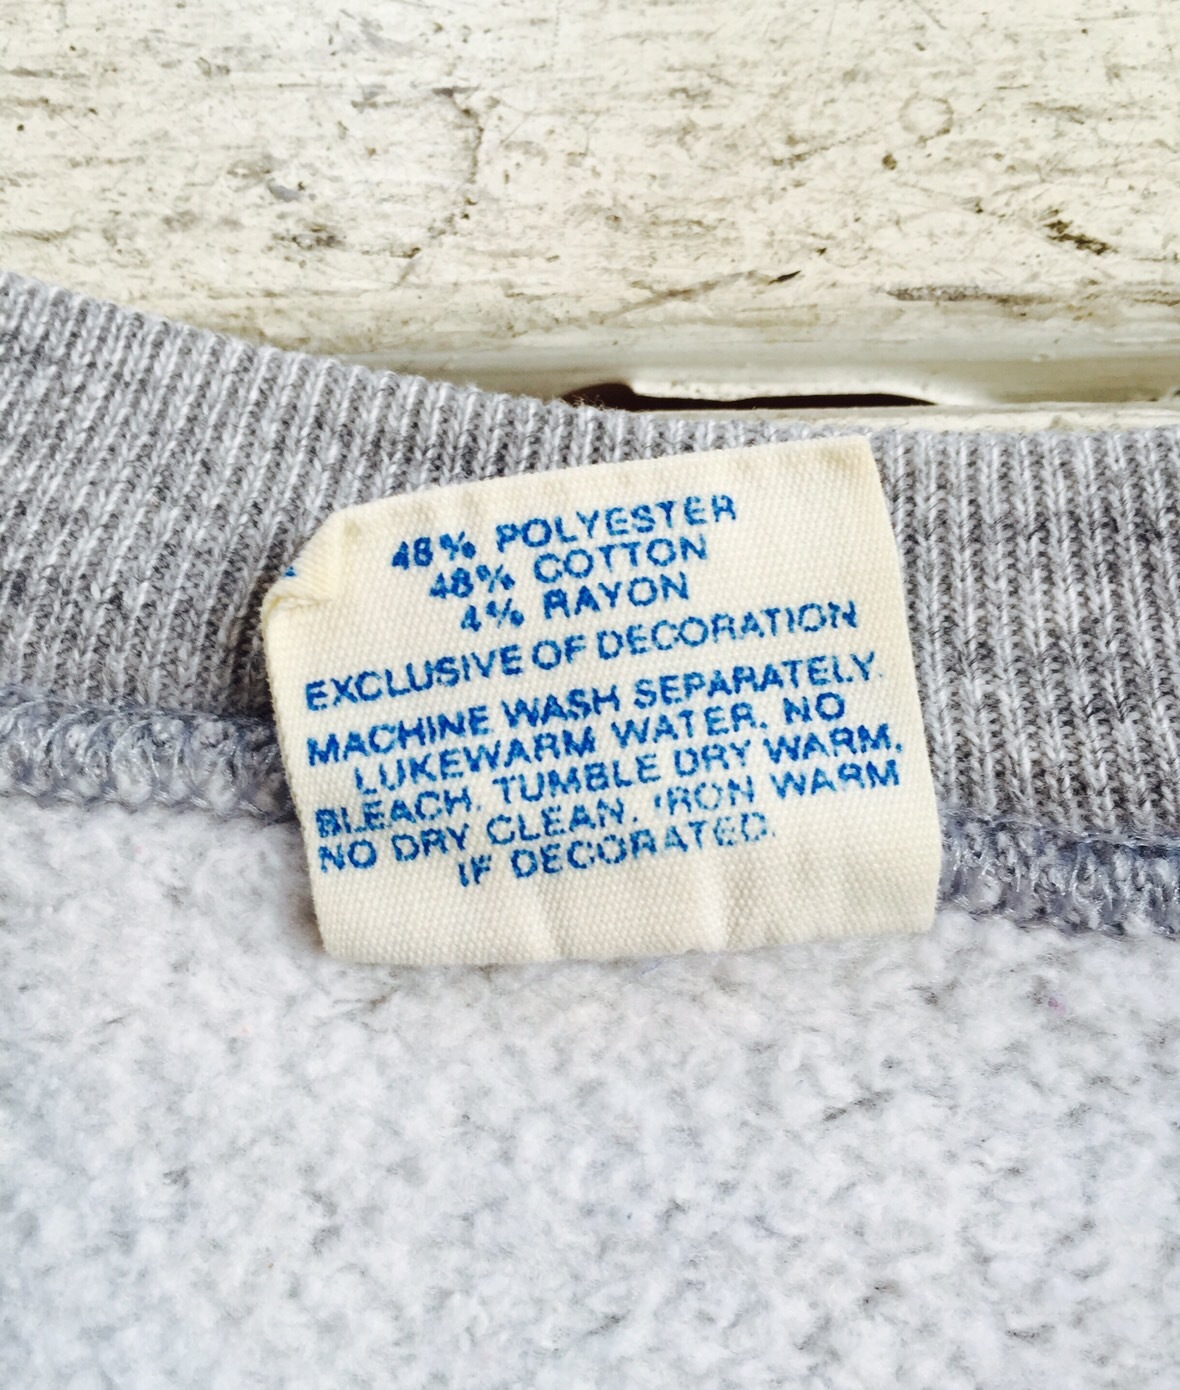 48% POLYESTER
48% COTTON
4% RAYON
EXCLUSIVE OF DECORATION
MACHINE WASH SEPARATELY.
LUKEWARM WATER. NO
BLEACH. TUMBLE DRY WARM.
NO DRY CLEAN. IRON WARM
IF DECORATED.